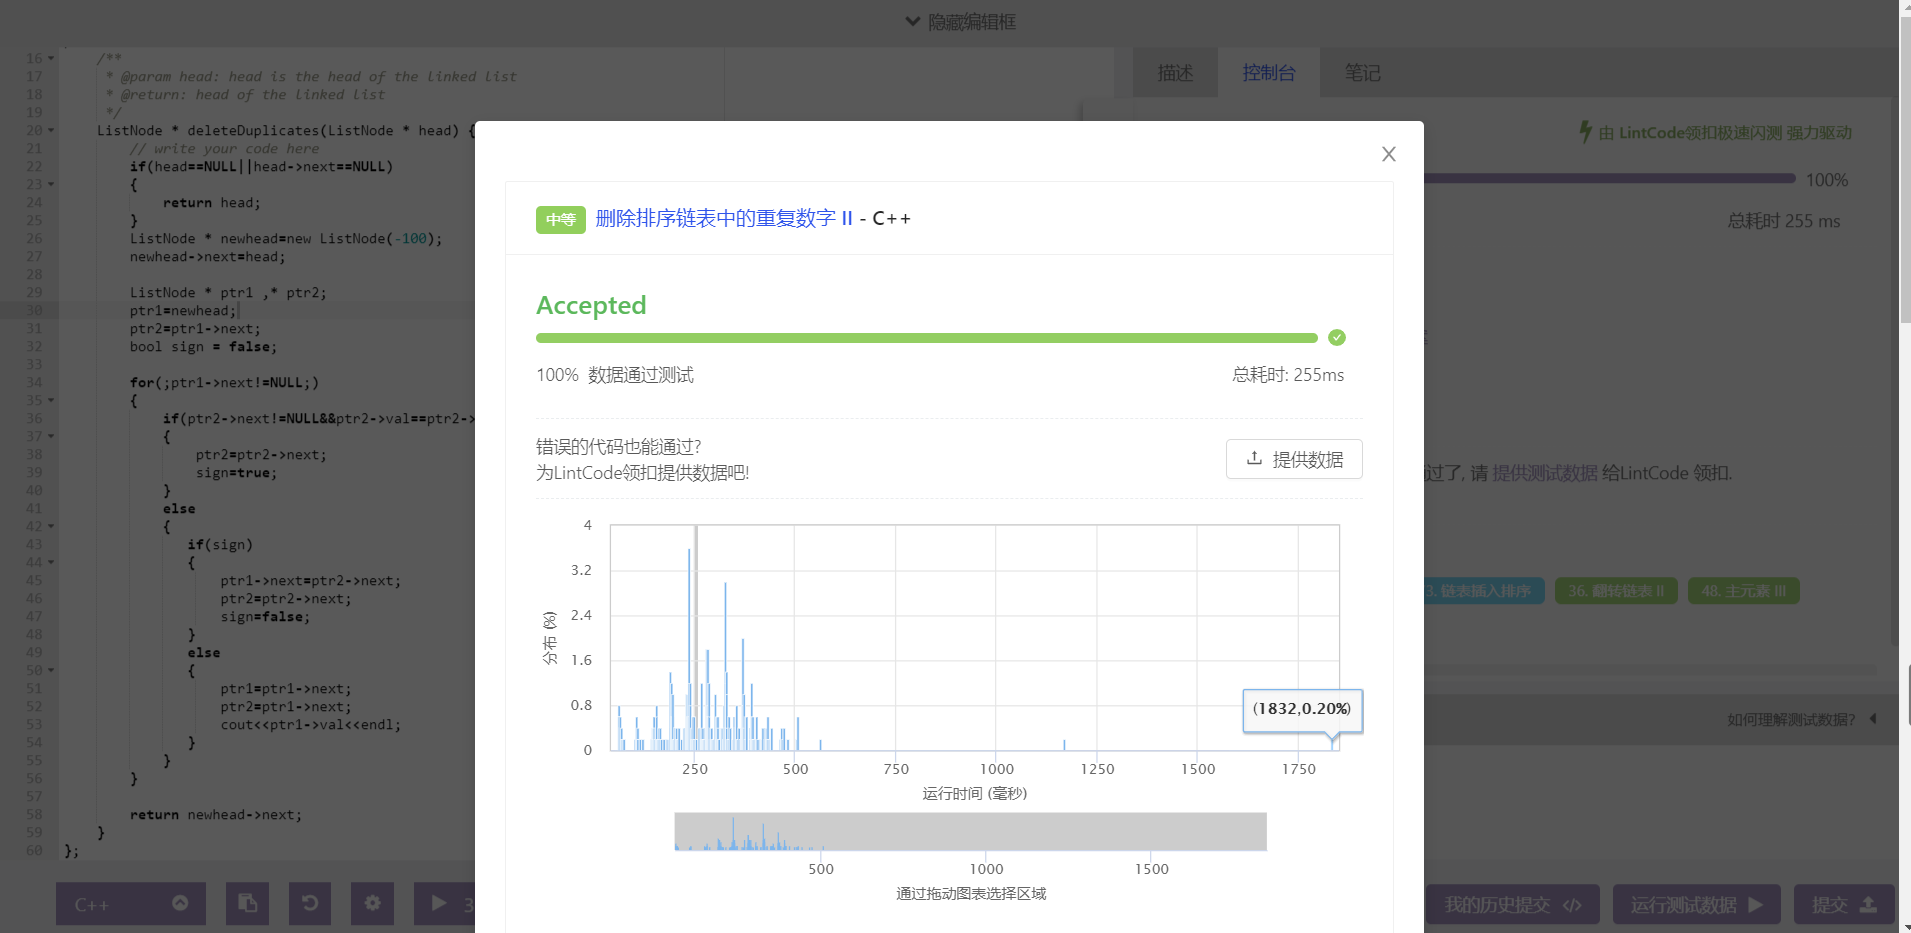 隐藏编辑框
16 /**
17 * @param head: head is the head of the linked list
18 * @return: head of the linked list
19 */
20 ListNode * deleteDuplicates(ListNode * head) {
21 // write your code here
22 if(head==NULL||head->next==NULL)
23 {
24 return head;
25 }
26 ListNode * newhead=new ListNode(-100);
27 newhead->next=head;
28
29 ListNode * ptr1 ,* ptr2;
30 ptr1=newhead;
31 ptr2=ptr1->next;
32 bool sign = false;
33
34 for(;ptr1->next!=NULL;)
35 {
36 if(ptr2->next!=NULL&&ptr2->val==ptr2->
37 {
38 ptr2=ptr2->next;
39 sign=true;
40 }
41 else
42 {
43 if(sign)
44 {
45 ptr1->next=ptr2->next;
46 ptr2=ptr2->next;
47 sign=false;
48 }
49 else
50 {
51 ptr1=ptr1->next;
52 ptr2=ptr1->next;
53 cout<<ptr1->val<<endl;
54 }
55 }
56 }
57
58 return newhead->next;
59 }
60 };
C++
3
描述 控制台 笔记
由 LintCode领扣极速闪测 强力驱动
100%
总耗时 255 ms
过了, 请 提供测试数据 给LintCode 领扣.
3. 链表插入排序 36. 翻转链表 II 48. 主元素 III
如何理解测试数据?
我的历史提交 运行测试数据 提交
中等 删除排序链表中的重复数字 II - C++
Accepted
100% 数据通过测试 总耗时: 255ms
错误的代码也能通过?
为LintCode领扣提供数据吧!
提供数据
分布 (%)
4
3.2
2.4
1.6
0.8
0
(1832,0.20%)
250 500 750 1000 1250 1500 1750
运行时间 (毫秒)
500 1000 1500
通过拖动图表选择区域